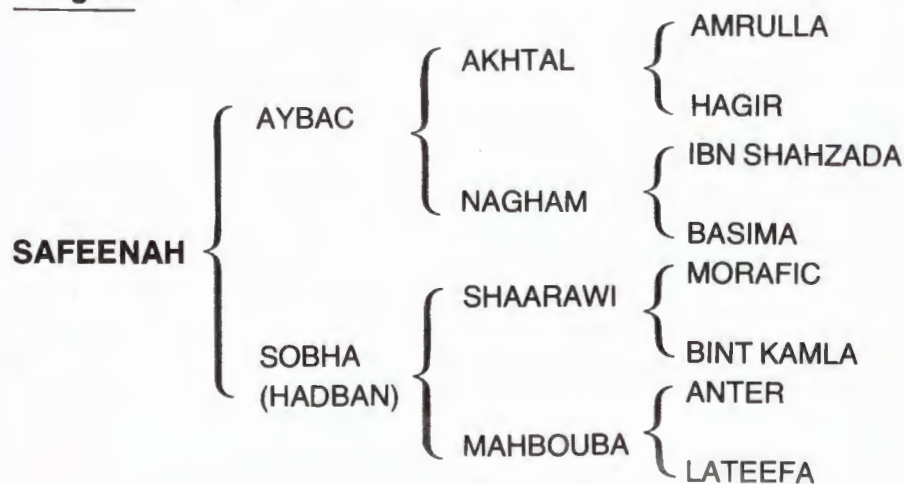 AMRULLA
AKHTAL
HAGIR
AYBAC
IBN SHAHZADA
NAGHAM
BASIMA
SAFEENAH
MORAFIC
SHAARAWI
BINT KAMLA
SOBHA
(HADBAN)
ANTER
MAHBOUBA
LATEEFA